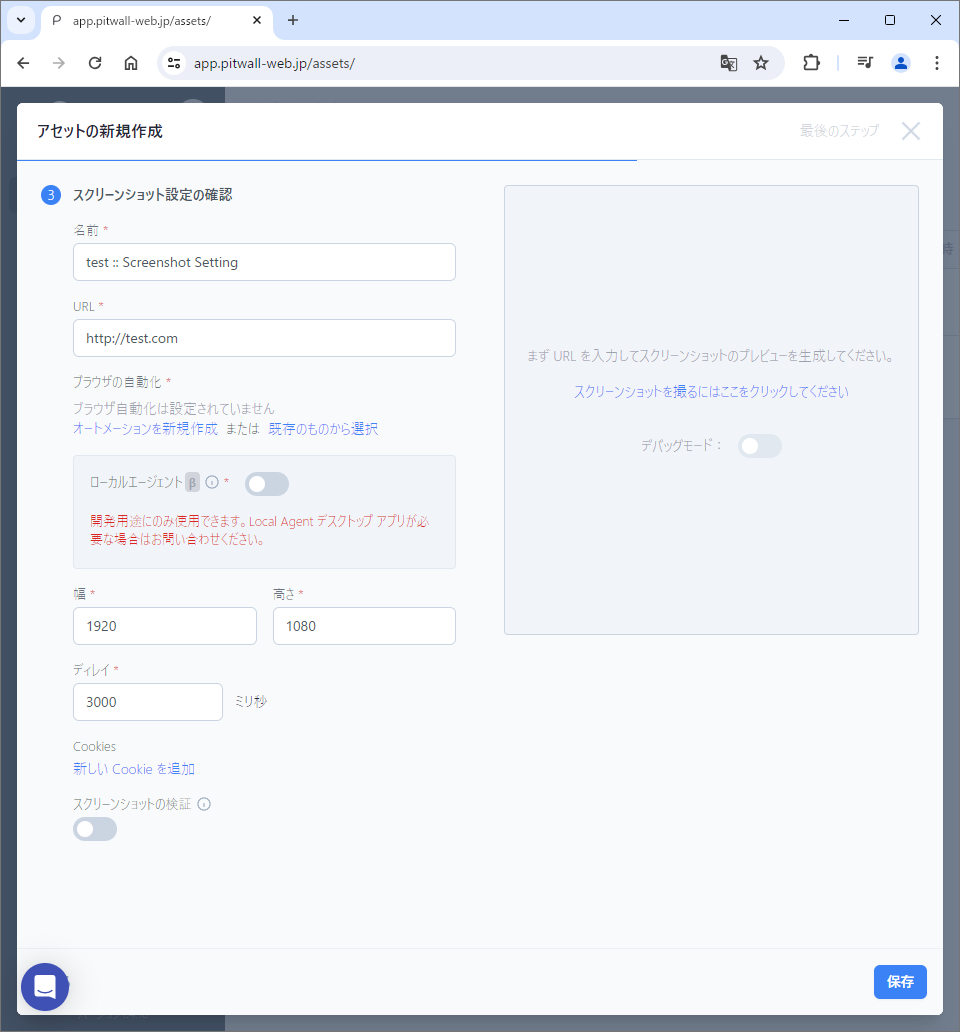 app.pitwall-web.jp/assets/
app.pitwall-web.jp/assets/
アセットの新規作成
最後のステップ
3 スクリーンショット設定の確認
名前 *
test :: Screenshot Setting
URL *
http://test.com
ブラウザの自動化 *
ブラウザ自動化は設定されていません
オートメーションを新規作成 または 既存のものから選択
ローカルエージェント β *
開発用途にのみ使用できます。Local Agent デスクトップ アプリが必
要な場合はお問い合わせください。
幅 *
高さ *
1920
1080
ディレイ *
3000
ミリ秒
Cookies
新しい Cookie を追加
スクリーンショットの検証
まず URL を入力してスクリーンショットのプレビューを生成してください。
スクリーンショットを撮るにはここをクリックしてください
デバッグモード：
保存